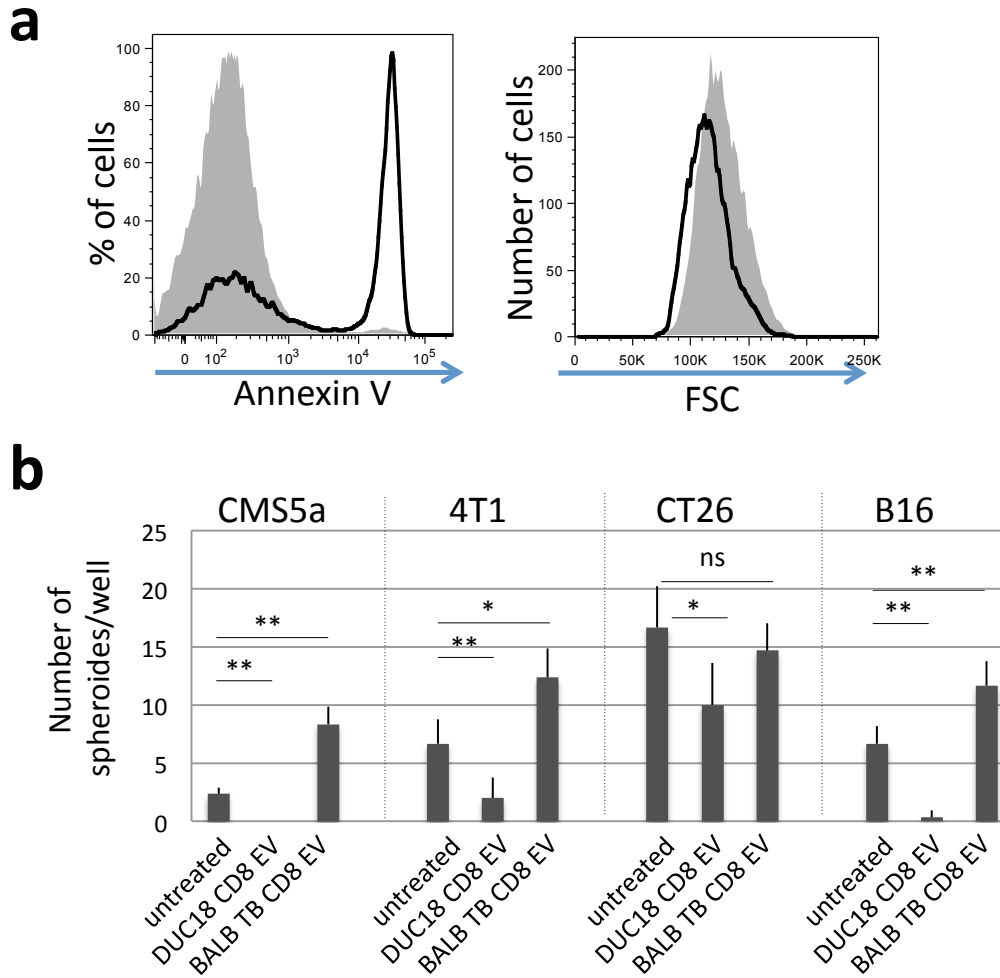 a
100
80
60
40
20
0
% of cells
0 10² 10³ 10⁴ 10⁵
Annexin V
200
150
100
50
0
Number of cells
0 50K 100K 150K 200K 250K
FSC
b
CMS5a 4T1 CT26 B16
25
20
15
10
5
0
Number of
spheroides/well
** **
** *
ns *
** **
untreated
DUC18 CD8 EV
BALB TB CD8 EV
untreated
DUC18 CD8 EV
BALB TB CD8 EV
untreated
DUC18 CD8 EV
BALB TB CD8 EV
untreated
DUC18 CD8 EV
BALB TB CD8 EV